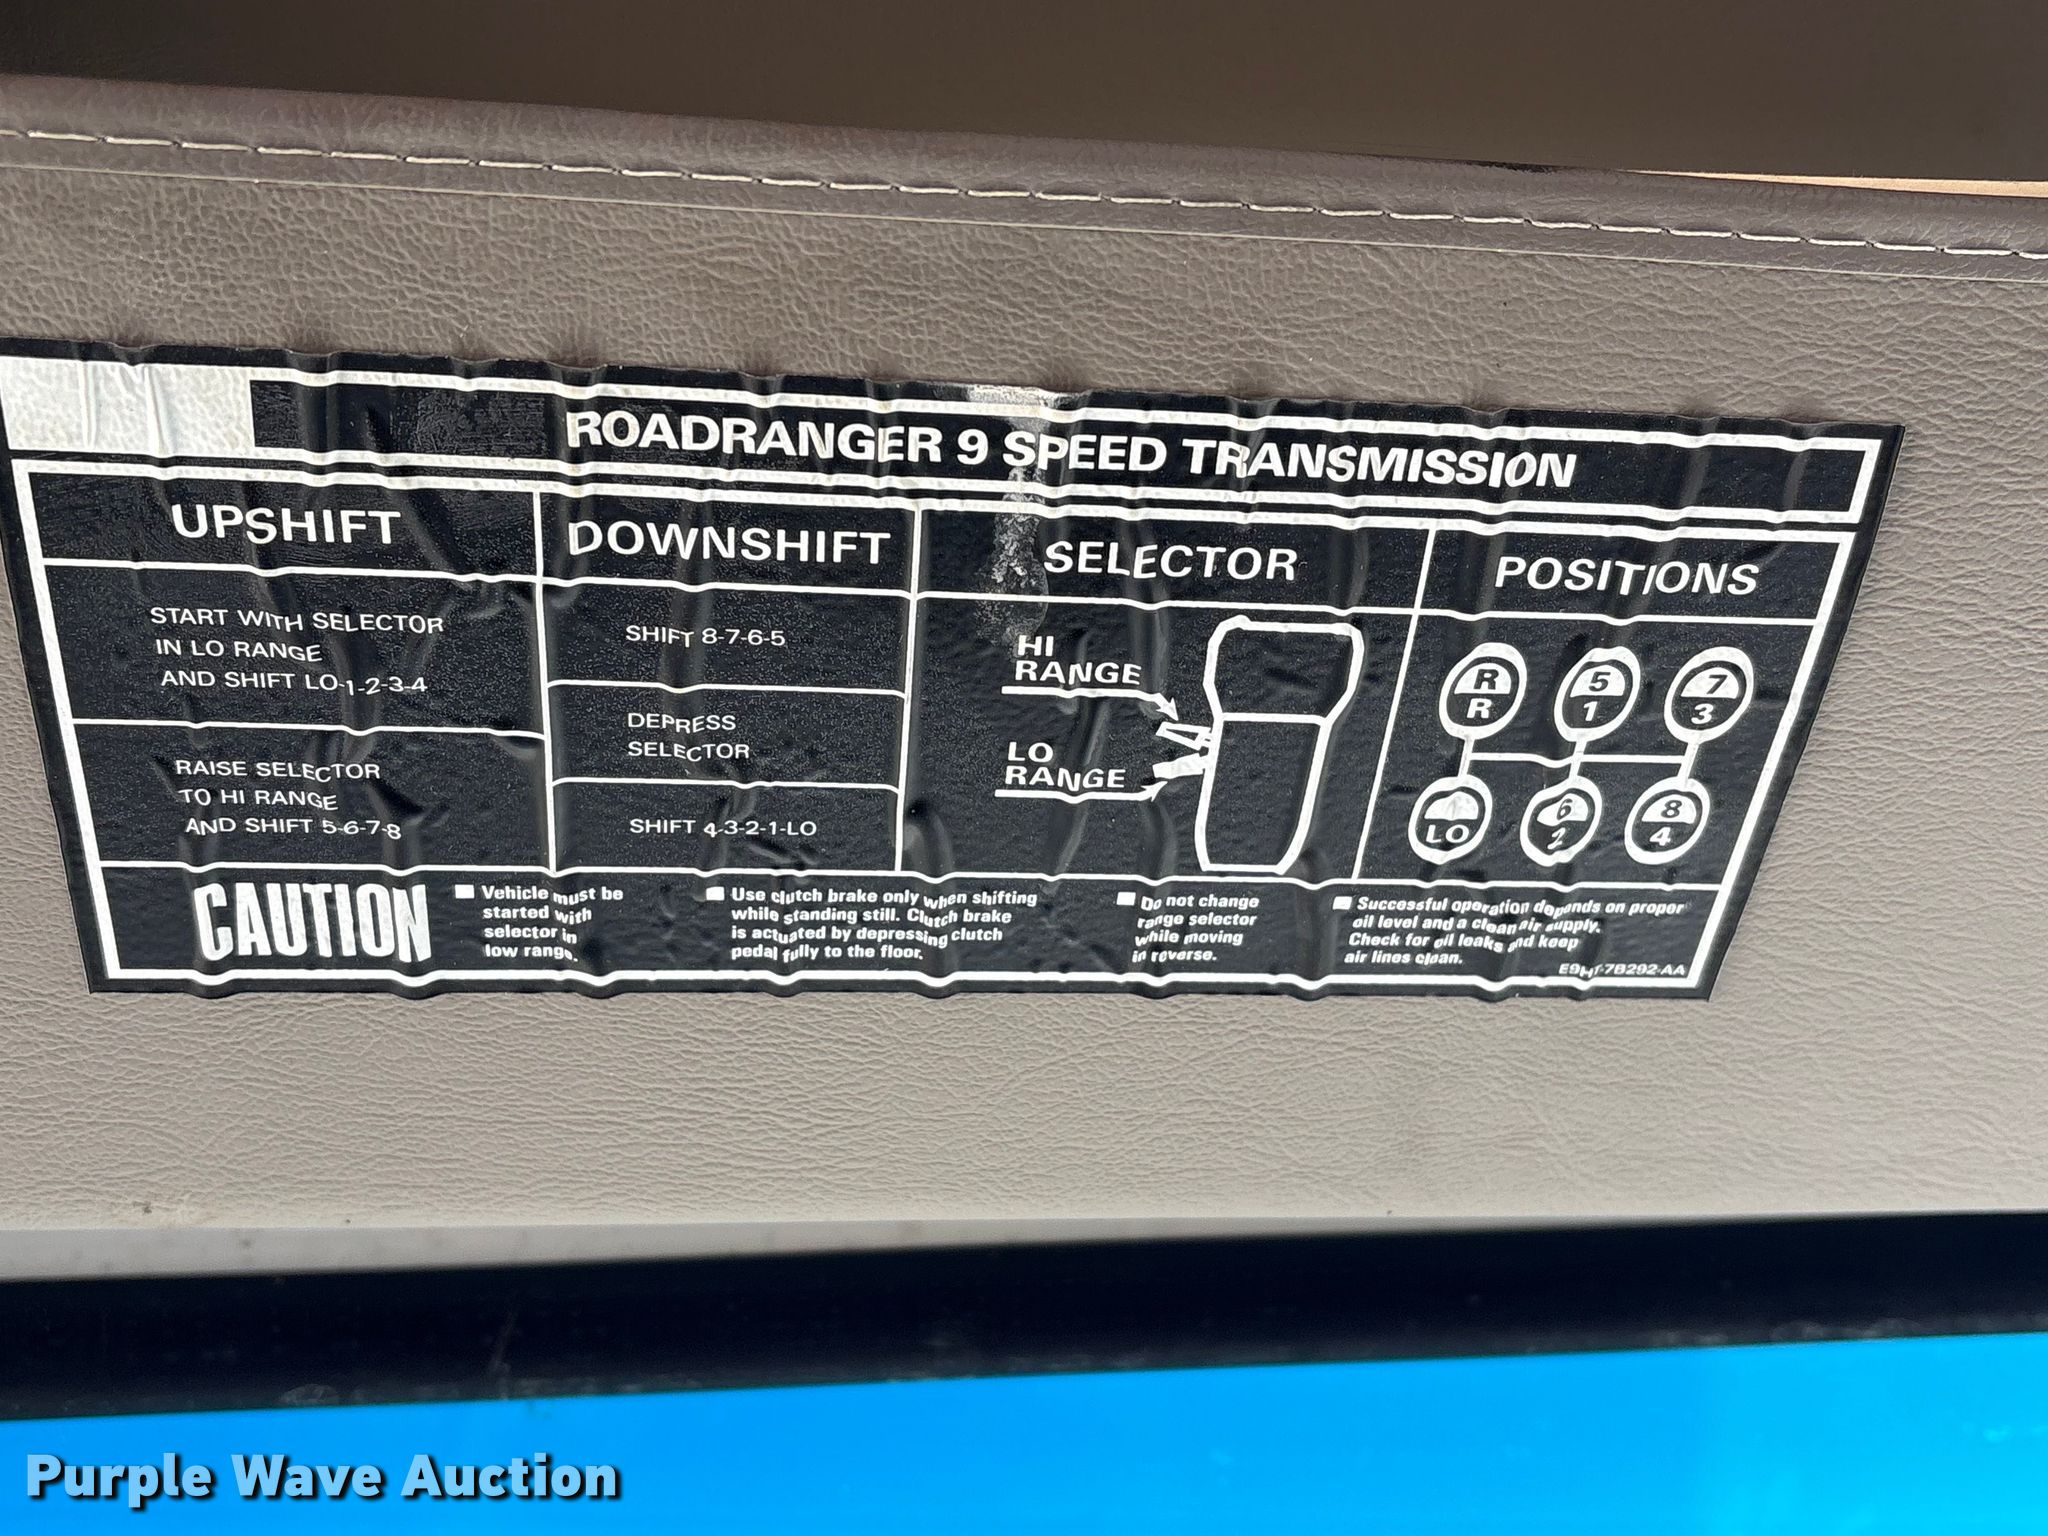 ROADRANGER 9 SPEED TRANSMISSION
UPSHIFT
START WITH SELECTOR
IN LO RANGE
AND SHIFT LO-1-2-3-4
RAISE SELECTOR
TO HI RANGE
AND SHIFT 5-6-7-8
DOWNSHIFT
SHIFT 8-7-6-5
DEPRESS
SELECTOR
SHIFT 4-3-2-1-LO
SELECTOR
HI
RANGE
LO
RANGE
POSITIONS
R 5 7
R 1 3
6 8
LO 2 4
CAUTION
Vehicle must be
started with
selector in
low range.
Use clutch brake only when shifting
while standing still. Clutch brake
is actuated by depressing clutch
pedal fully to the floor.
Do not change
range selector
while moving
in reverse.
Successful operation depends on proper
oil level and a clean air supply.
Check for oil leaks and keep
air lines clean.
E9HT-7B292-AA
Purple Wave Auction